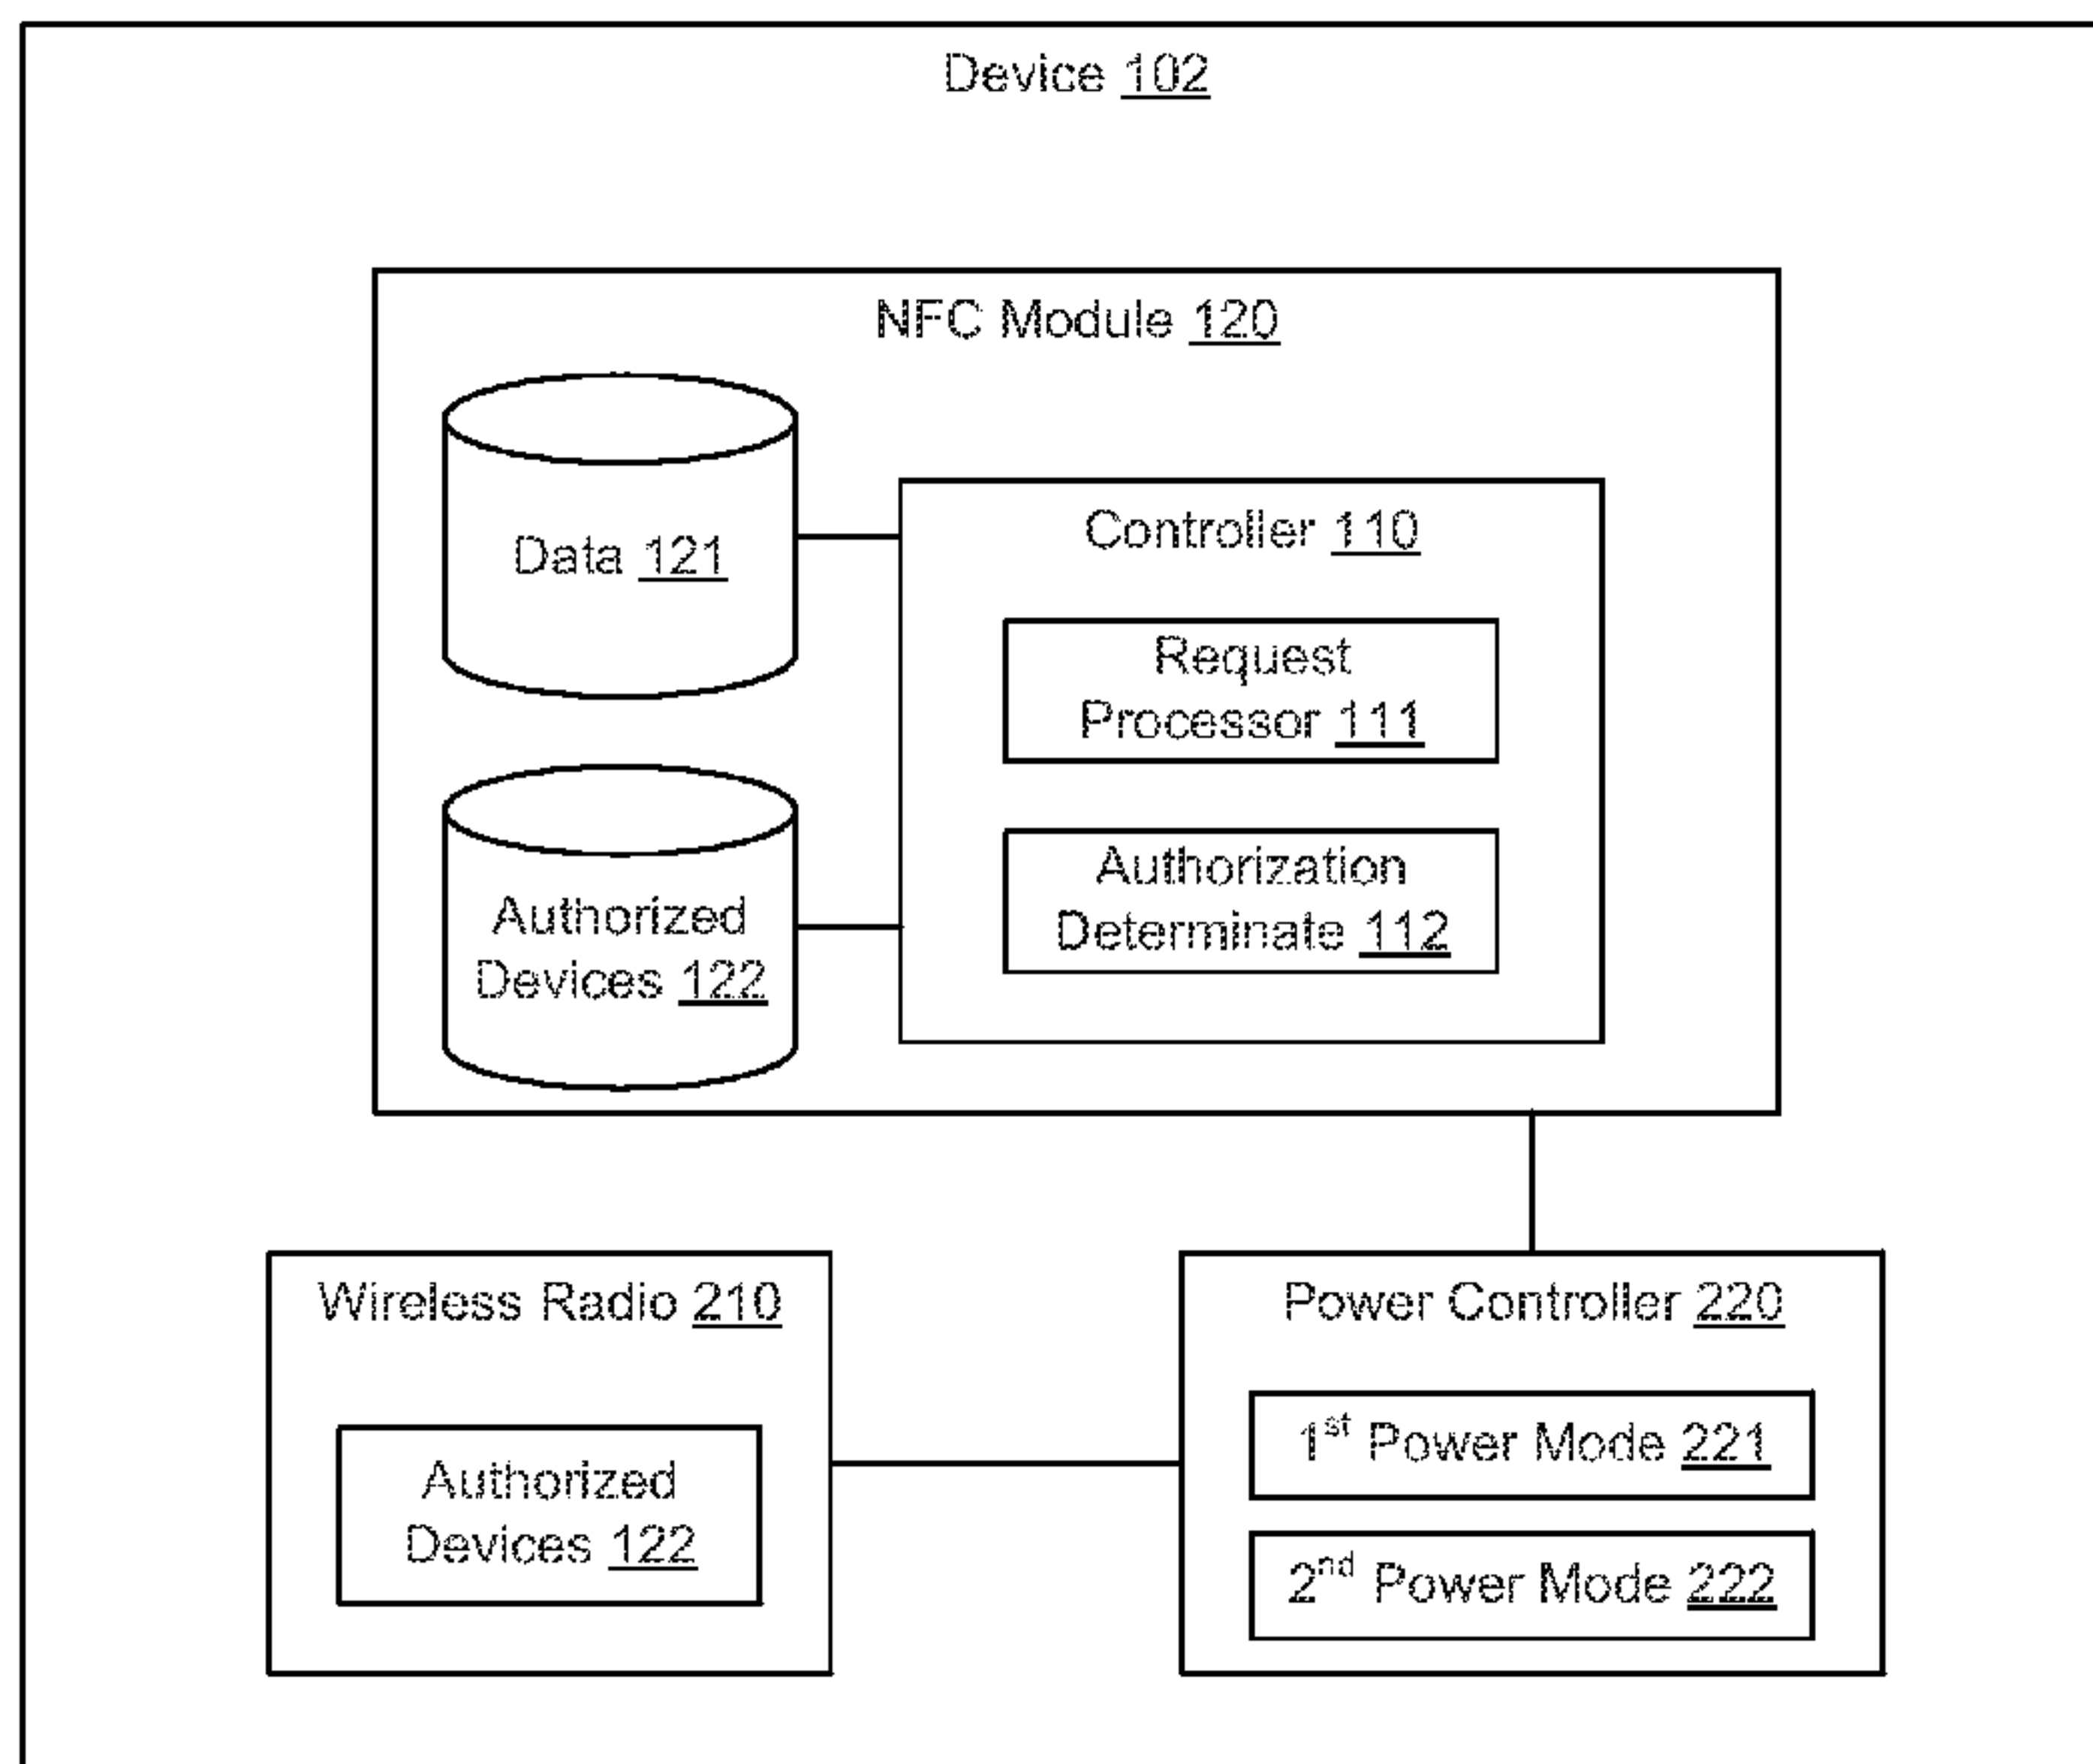 Device 102
NFC Module 120
Data 121
Controller 110
Request
Processor 111
Authorized
Devices 122
Authorization
Determinate 112
Wireless Radio 210
Authorized
Devices 122
Power Controller 220
1st Power Mode 221
2nd Power Mode 222